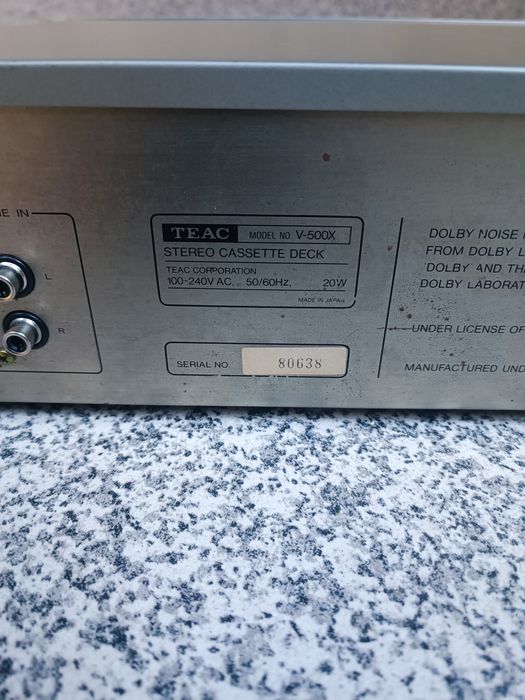 E IN
L
R
TEAC MODEL NO. V-500X
STEREO CASSETTE DECK
TEAC CORPORATION
100-240V AC, 50/60Hz, 20W
MADE IN JAPAN
SERIAL NO. 80638
DOLBY NOISE
FROM DOLBY L
'DOLBY' AND TH
DOLBY LABORAT
UNDER LICENSE OF
MANUFACTURED UND